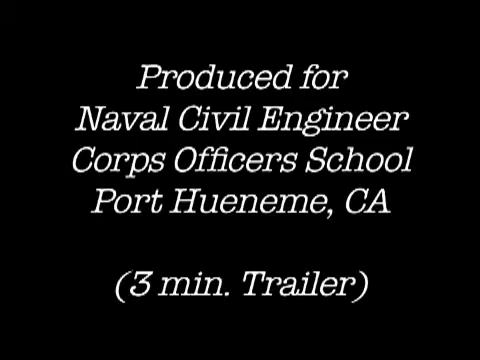 Produced for
Naval Civil Engineer
Corps Officers School
Port Hueneme, CA
(3 min. Trailer)